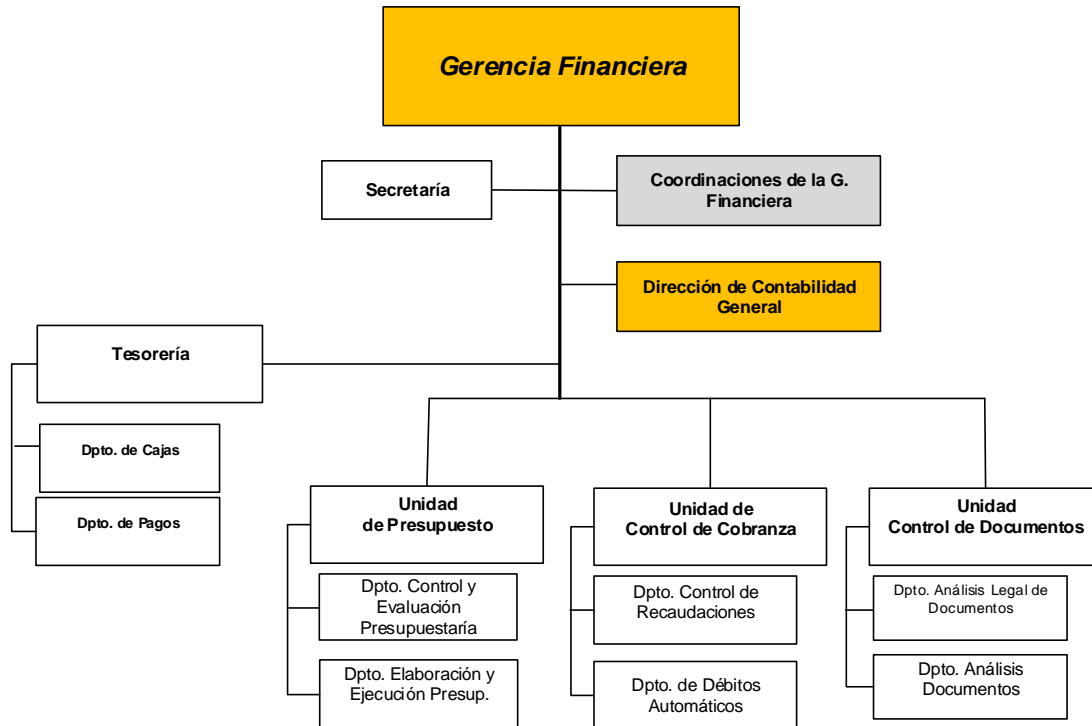 Gerencia Financiera
Secretaría
Coordinaciones de la G.
Financiera
Dirección de Contabilidad
General
Tesorería
Dpto. de Cajas
Dpto. de Pagos
Unidad
de Presupuesto
Dpto. Control y
Evaluación
Presupuestaría
Dpto. Elaboración y
Ejecución Presup.
Unidad de
Control de Cobranza
Dpto. Control de
Recaudaciones
Dpto. de Débitos
Automáticos
Unidad
Control de Documentos
Dpto. Análisis Legal de
Documentos
Dpto. Análisis
Documentos